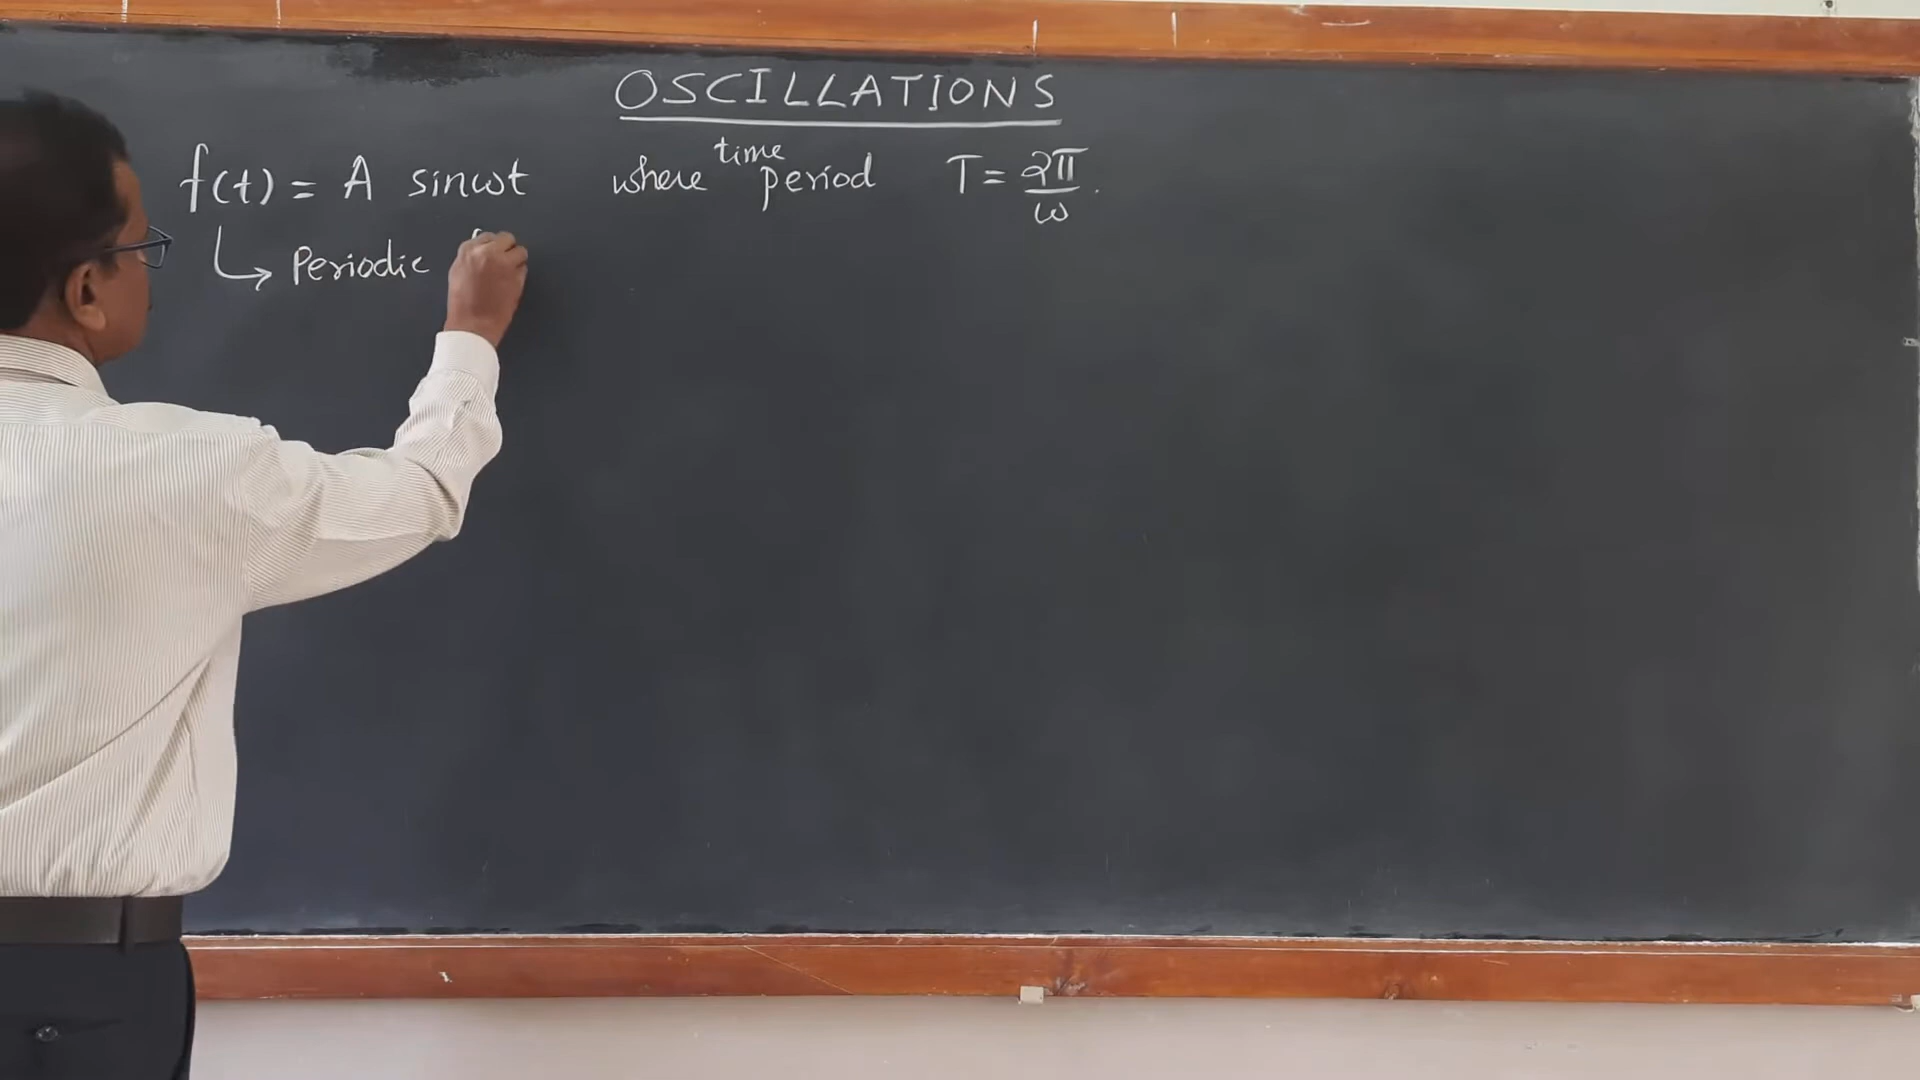 OSCILLATIONS
f(t) = A sinωt where time period T = 2π/ω.
↳ Periodic